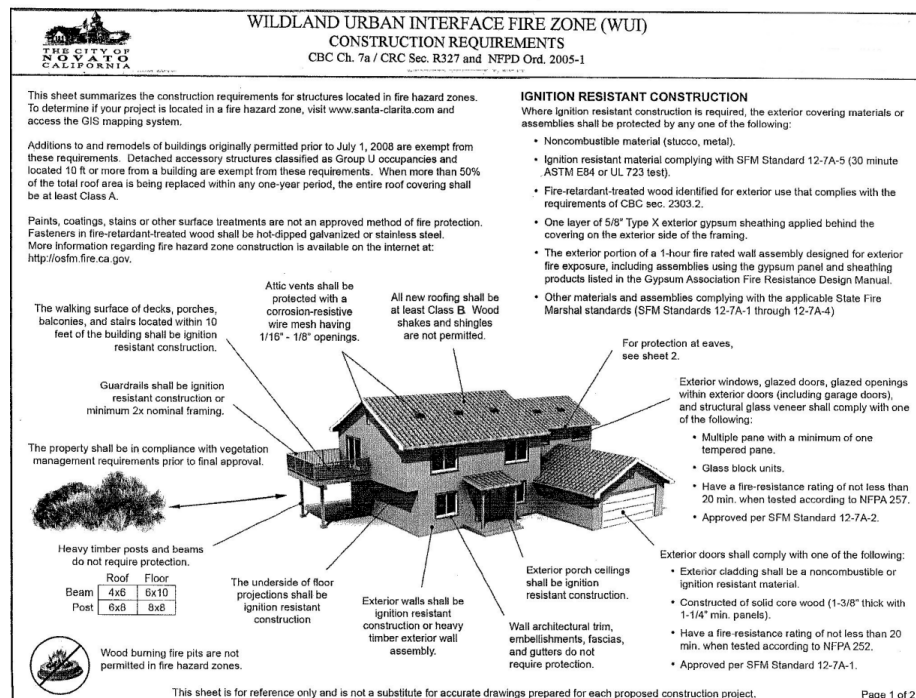 WILDLAND URBAN INTERFACE FIRE ZONE (WUI)
CONSTRUCTION REQUIREMENTS
CBC Ch. 7a / CRC Sec. R327 and NFPD Ord. 2005-1
THE CITY OF
NOVATO
CALIFORNIA
This sheet summarizes the construction requirements for structures located in fire hazard zones.
To determine if your project is located in a fire hazard zone, visit www.santa-clarita.com and
access the GIS mapping system.
Additions to and remodels of buildings originally permitted prior to July 1, 2008 are exempt from
these requirements. Detached accessory structures classified as Group U occupancies and
located 10 ft or more from a building are exempt from these requirements. When more than 50%
of the total roof area is being replaced within any one-year period, the entire roof covering shall
be at least Class A.
Paints, coatings, stains or other surface treatments are not an approved method of fire protection.
Fasteners in fire-retardant-treated wood shall be hot-dipped galvanized or stainless steel.
More information regarding fire hazard zone construction is available on the internet at:
http://osfm.fire.ca.gov.
IGNITION RESISTANT CONSTRUCTION
Where ignition resistant construction is required, the exterior covering materials or
assemblies shall be protected by any one of the following:
• Noncombustible material (stucco, metal).
• Ignition resistant material complying with SFM Standard 12-7A-5 (30 minute
ASTM E84 or UL 723 test).
• Fire-retardant-treated wood identified for exterior use that complies with the
requirements of CBC sec. 2303.2.
• One layer of 5/8" Type X exterior gypsum sheathing applied behind the
covering on the exterior side of the framing.
• The exterior portion of a 1-hour fire rated wall assembly designed for exterior
fire exposure, including assemblies using the gypsum panel and sheathing
products listed in the Gypsum Association Fire Resistance Design Manual.
• Other materials and assemblies complying with the applicable State Fire
Marshal standards (SFM Standards 12-7A-1 through 12-7A-4)
The walking surface of decks, porches,
balconies, and stairs located within 10
feet of the building shall be ignition
resistant construction.
Attic vents shall be
protected with a
corrosion-resistive
wire mesh having
1/16" - 1/8" openings.
All new roofing shall be
at least Class B. Wood
shakes and shingles
are not permitted.
For protection at eaves,
see sheet 2.
Guardrails shall be ignition
resistant construction or
minimum 2x nominal framing.
The property shall be in compliance with vegetation
management requirements prior to final approval.
Exterior windows, glazed doors, glazed openings
within exterior doors (including garage doors),
and structural glass veneer shall comply with one
of the following:
• Multiple pane with a minimum of one
tempered pane.
• Glass block units.
• Have a fire-resistance rating of not less than
20 min. when tested according to NFPA 257.
• Approved per SFM Standard 12-7A-2.
Heavy timber posts and beams
do not require protection.
Roof Floor
Beam 4x6 6x10
Post 6x8 8x8
The underside of floor
projections shall be
ignition resistant
construction
Exterior walls shall be
ignition resistant
construction or heavy
timber exterior wall
assembly.
Wall architectural trim,
embellishments, fascias,
and gutters do not
require protection.
Exterior porch ceilings
shall be ignition
resistant construction.
Exterior doors shall comply with one of the following:
• Exterior cladding shall be a noncombustible or
ignition resistant material.
• Constructed of solid core wood (1-3/8" thick with
1-1/4" min. panels).
• Have a fire-resistance rating of not less than 20
min. when tested according to NFPA 252.
• Approved per SFM Standard 12-7A-1.
Wood burning fire pits are not
permitted in fire hazard zones.
This sheet is for reference only and is not a substitute for accurate drawings prepared for each proposed construction project.
Page 1 of 2